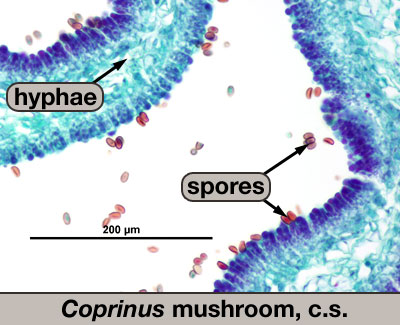 hyphae
spores
200 µm
Coprinus mushroom, c.s.